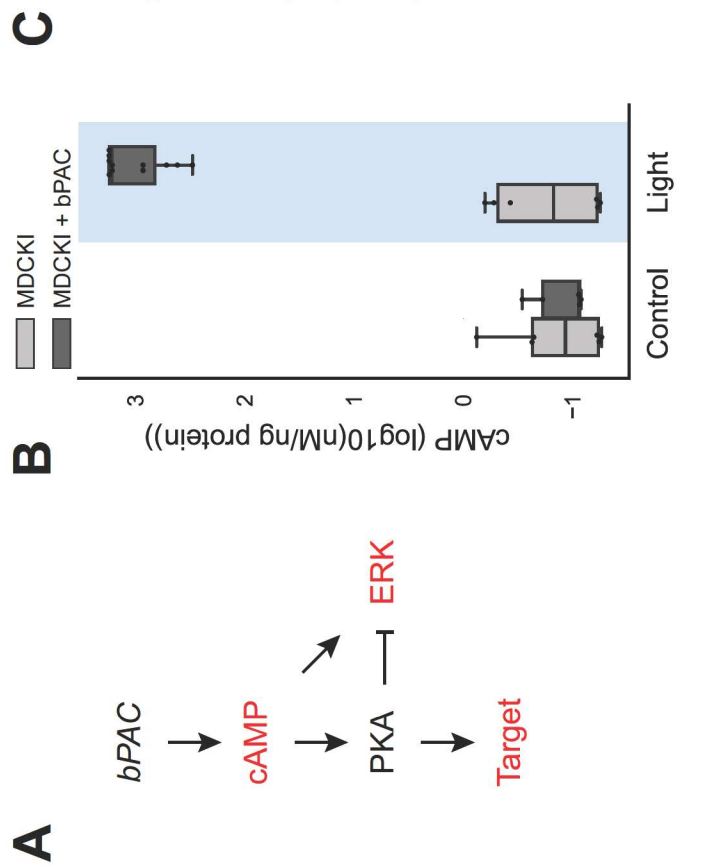 A
bPAC
cAMP
PKA
ERK
Target
B
MDCKI
MDCKI + bPAC
cAMP (log10(nM/ng protein))
3
2
1
0
−1
Control
Light
C